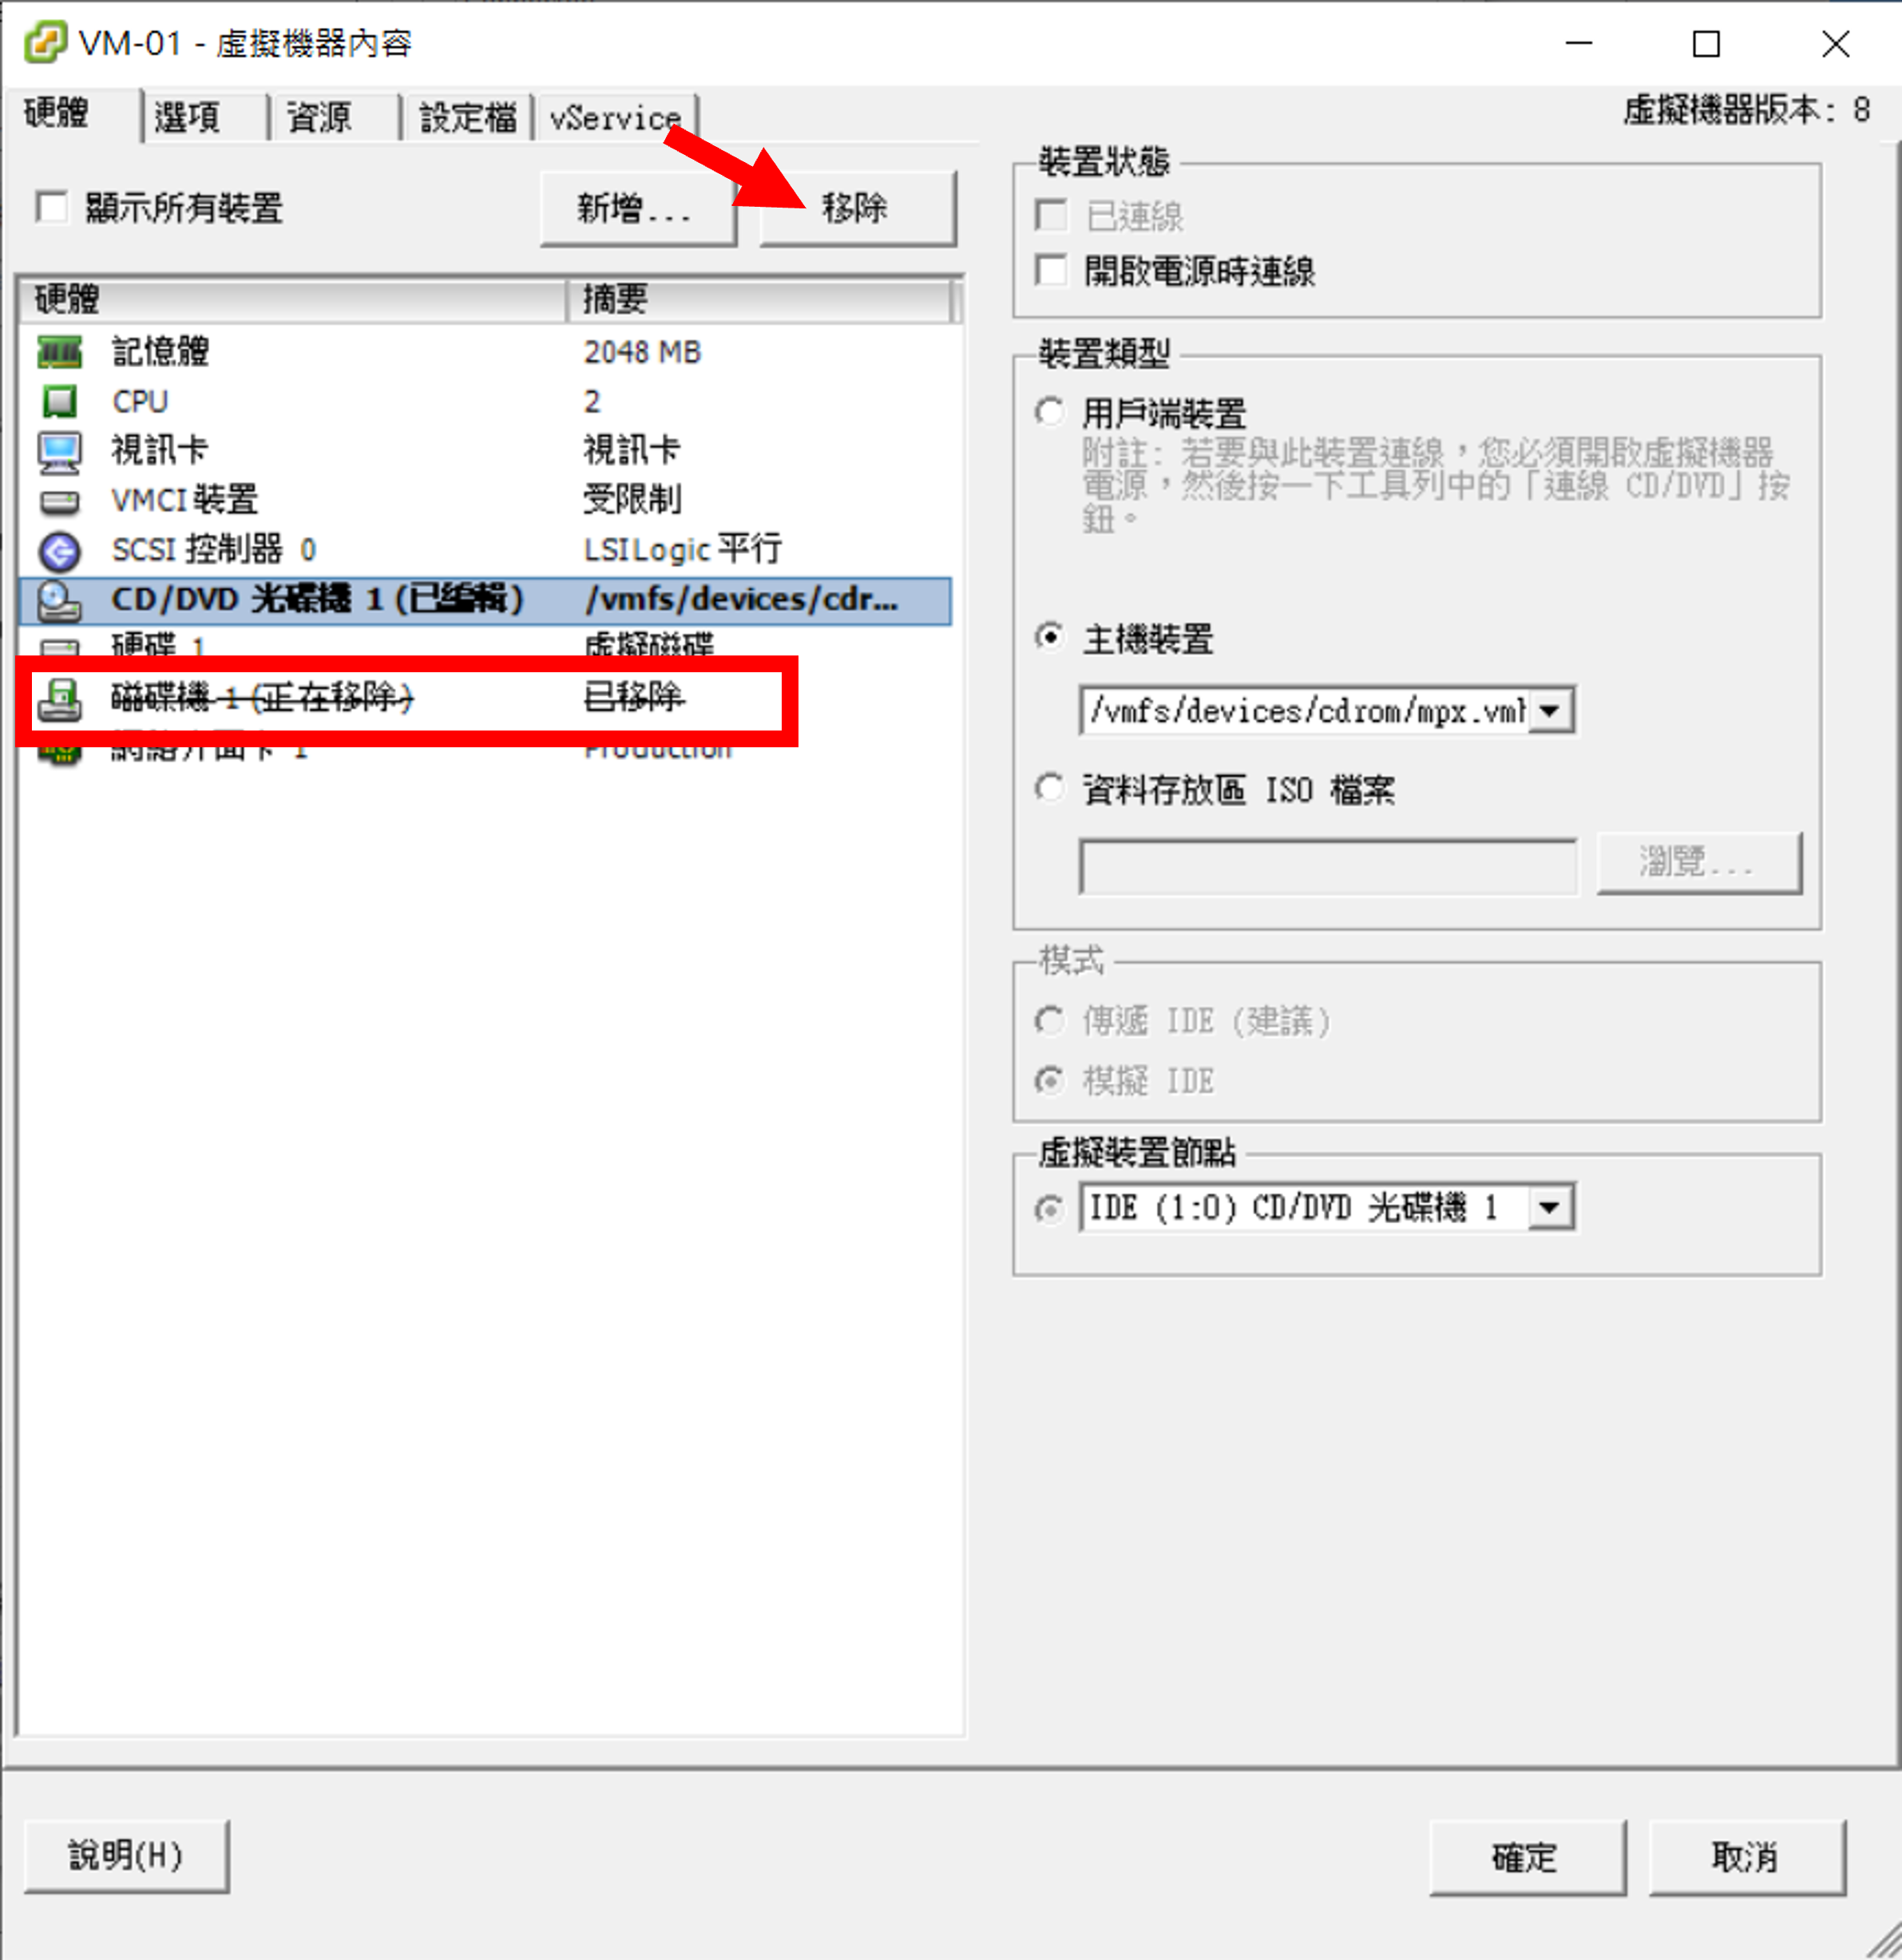 VM-01 - 虛擬機器內容
硬體 選項 資源 設定檔 vService
虛擬機器版本: 8
顯示所有裝置 新增... 移除
硬體 摘要
記憶體 2048 MB
CPU 2
視訊卡 視訊卡
VMCI 裝置 受限制
SCSI 控制器 0 LSI Logic 平行
CD/DVD 光碟機 1 (已編輯) /vmfs/devices/cdr...
硬碟 1 虛擬磁碟
磁碟機 1 (正在移除) 已移除
網路介面卡 1 Production
裝置狀態
已連線
開啟電源時連線
裝置類型
用戶端裝置
附註: 若要與此裝置連線，您必須開啟虛擬機器
電源，然後按一下工具列中的「連線 CD/DVD」按
鈕。
主機裝置
/vmfs/devices/cdrom/mpx.vmh
資料存放區 ISO 檔案
瀏覽...
模式
傳遞 IDE (建議)
模擬 IDE
虛擬裝置節點
IDE (1:0) CD/DVD 光碟機 1
說明(H) 確定 取消